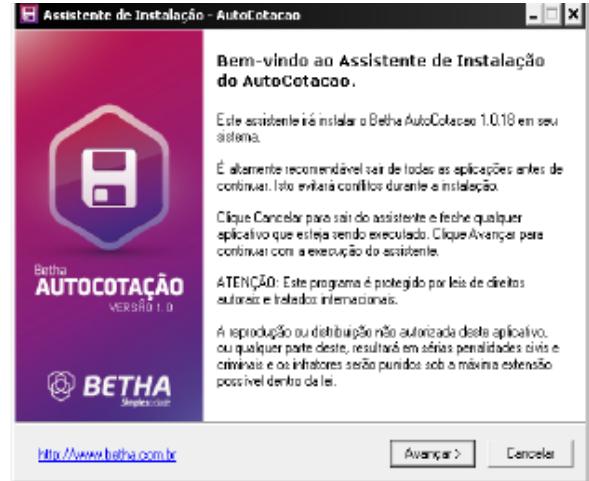 Assistente de Instalação - AutoCotacao
Bem-vindo ao Assistente de Instalação
do AutoCotacao.
Este assistente irá instalar o Betha AutoCotacao 1.0.18 em seu
sistema.
É altamente recomendável sair de todas as aplicações antes de
continuar. Isto evitará conflitos durante a instalação.
Clique Cancelar para sair do assistente e feche qualquer
aplicativo que esteja sendo executado. Clique Avançar para
continuar com a execução do assistente.
ATENÇÃO: Este programa é protegido por leis de direitos
autorais e tratados internacionais.
A reprodução ou distribuição não autorizada deste aplicativo,
ou qualquer parte deste, resultará em sérias penalidades civis e
criminais e os infratores serão punidos sob a máxima extensão
possível dentro da lei.
Betha
AUTOCOTAÇÃO
VERSÃO 1.0
BETHA
http://www.betha.com.br
Avançar >
Cancelar